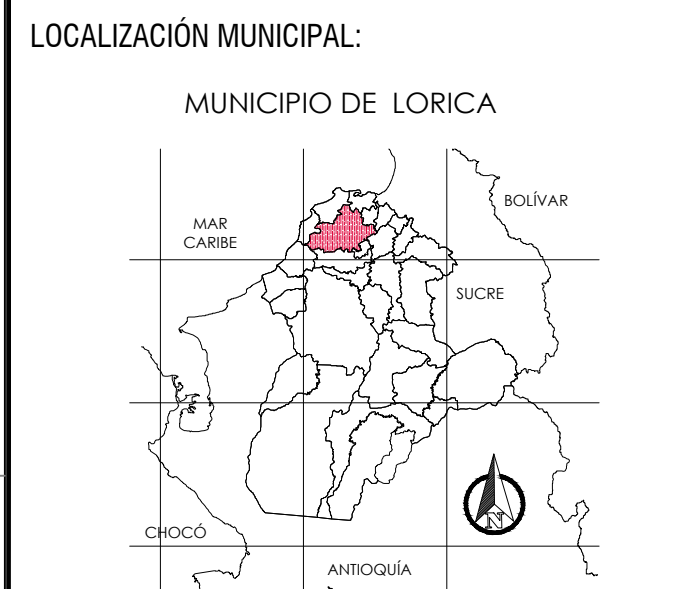 LOCALIZACIÓN MUNICIPAL:
MUNICIPIO DE LORICA
BOLÍVAR
MAR
CARIBE
SUCRE
N
CHOCÓ
ANTIOQUÍA